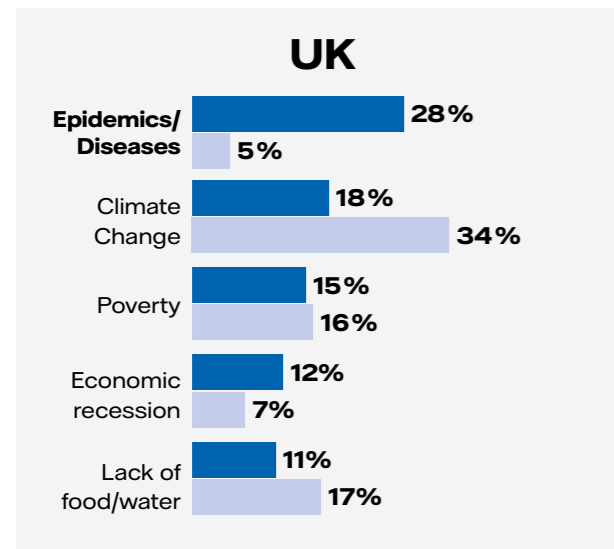 UK
Epidemics/
Diseases
28%
5%
Climate
Change
18%
34%
Poverty
15%
16%
Economic
recession
12%
7%
Lack of
food/water
11%
17%